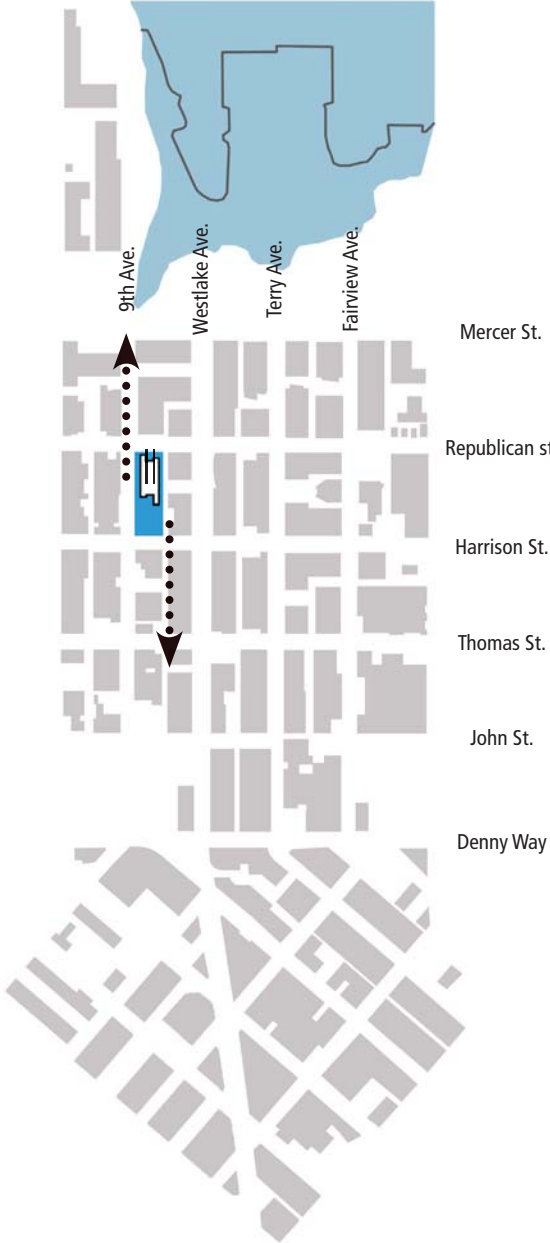 9th Ave.
Westlake Ave.
Terry Ave.
Fairview Ave.
Mercer St.
Republican st
Harrison St.
Thomas St.
John St.
Denny Way